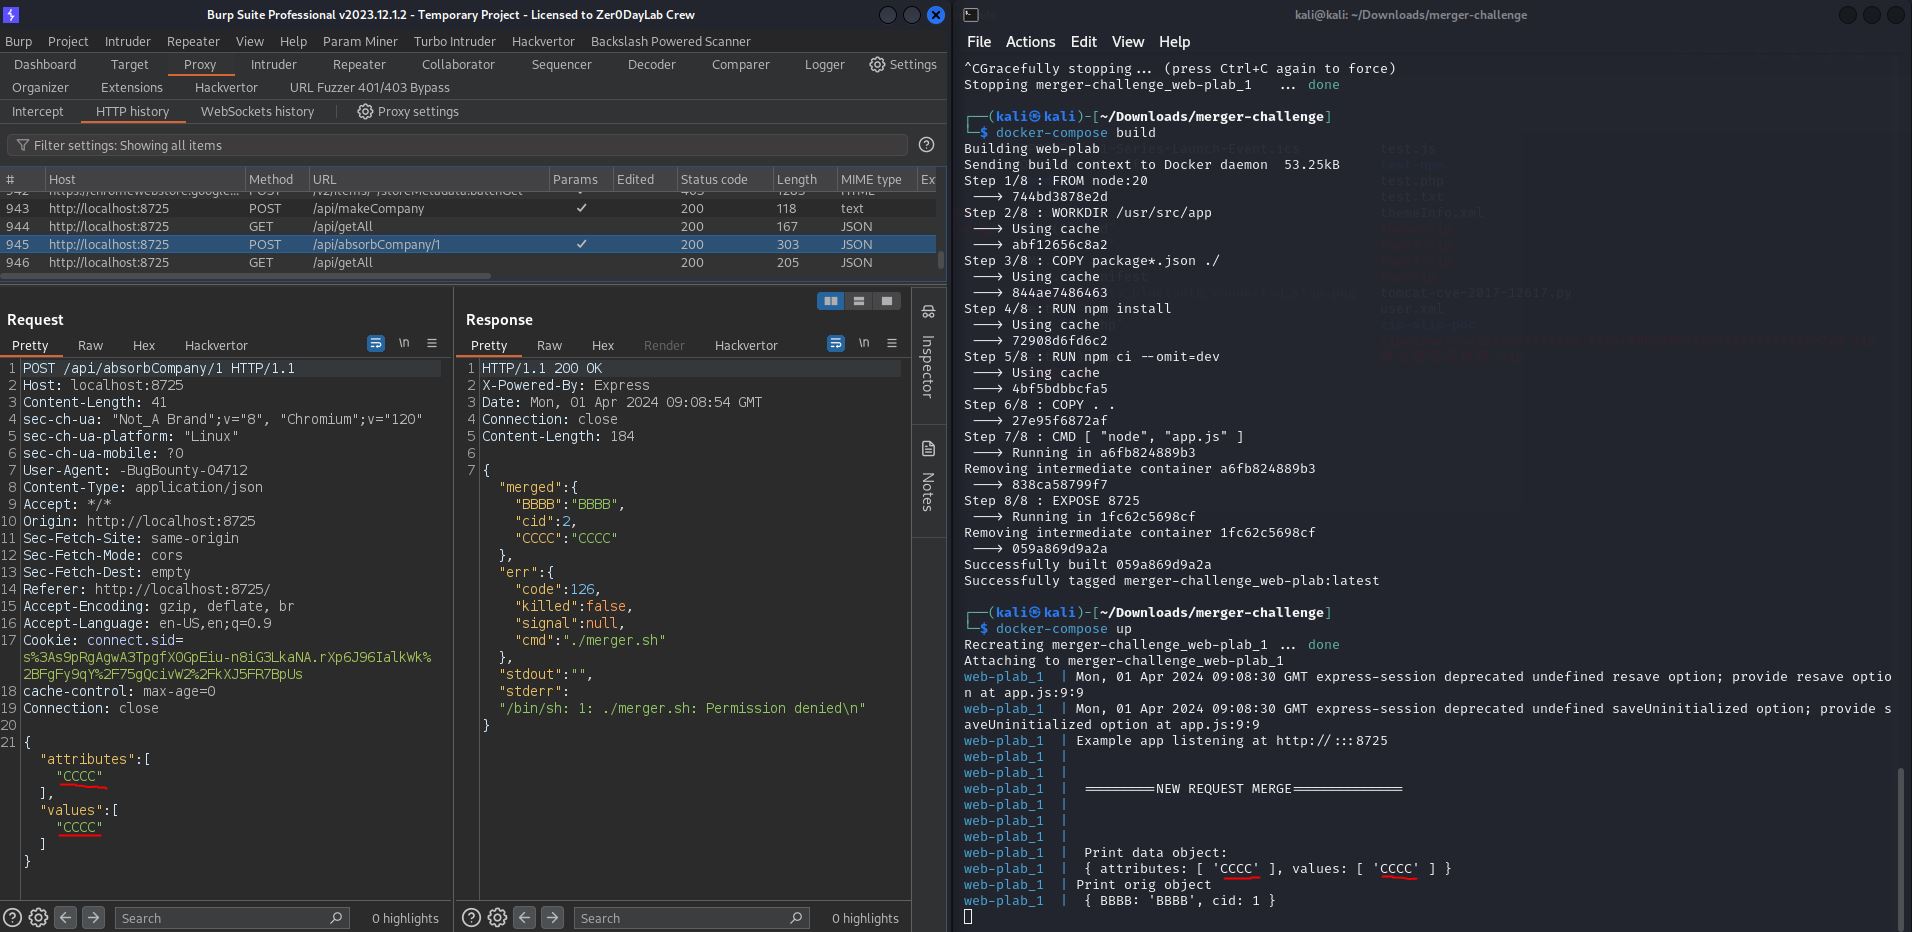 Burp Suite Professional v2023.12.1.2 - Temporary Project - Licensed to Zer0DayLab Crew
Burp Project Intruder Repeater View Help Param Miner Turbo Intruder Hackvertor Backslash Powered Scanner
Dashboard Target Proxy Intruder Repeater Collaborator Sequencer Decoder Comparer Logger Settings
Organizer Extensions Hackvertor URL Fuzzer 401/403 Bypass
Intercept HTTP history WebSockets history Proxy settings
Filter settings: Showing all items
# Host Method URL Params Edited Status code Length MIME type Ex
943 http://localhost:8725 POST /api/makeCompany ✓ 200 118 text
944 http://localhost:8725 GET /api/getAll 200 167 JSON
945 http://localhost:8725 POST /api/absorbCompany/1 ✓ 200 303 JSON
946 http://localhost:8725 GET /api/getAll 200 205 JSON
Request
Pretty Raw Hex Hackvertor \n
1 POST /api/absorbCompany/1 HTTP/1.1
2 Host: localhost:8725
3 Content-Length: 41
4 sec-ch-ua: "Not_A Brand";v="8", "Chromium";v="120"
5 sec-ch-ua-platform: "Linux"
6 sec-ch-ua-mobile: ?0
7 User-Agent: -BugBounty-04712
8 Content-Type: application/json
9 Accept: */*
10 Origin: http://localhost:8725
11 Sec-Fetch-Site: same-origin
12 Sec-Fetch-Mode: cors
13 Sec-Fetch-Dest: empty
14 Referer: http://localhost:8725/
15 Accept-Encoding: gzip, deflate, br
16 Accept-Language: en-US,en;q=0.9
17 Cookie: connect.sid=
s%3As9pRgAgwA3TpgfX0GpEiu-n8iG3LkaNA.rXp6J96IalkWk%
2BFgFy9qY%2F75gQcivW2%2FkXJ5FR7BpUs
18 cache-control: max-age=0
19 Connection: close
20
21 {
"attributes":[
"CCCC"
],
"values":[
"CCCC"
]
}
Search 0 highlights
Response
Pretty Raw Hex Render Hackvertor \n
1 HTTP/1.1 200 OK
2 X-Powered-By: Express
3 Date: Mon, 01 Apr 2024 09:08:54 GMT
4 Connection: close
5 Content-Length: 184
6
7 {
"merged":{
"BBBB":"BBBB",
"cid":2,
"CCCC":"CCCC"
},
"err":{
"code":126,
"killed":false,
"signal":null,
"cmd":"./merger.sh"
},
"stdout":"",
"stderr":
"/bin/sh: 1: ./merger.sh: Permission denied\n"
}
Search 0 highlights
Inspector
Notes
kali@kali: ~/Downloads/merger-challenge
File Actions Edit View Help
^CGracefully stopping... (press Ctrl+C again to force)
Stopping merger-challenge_web-plab_1 ... done
┌──(kali㉿kali)-[~/Downloads/merger-challenge]
└─$ docker-compose build
Building web-plab
Sending build context to Docker daemon 53.25kB
Step 1/8 : FROM node:20
---> 744bd3878e2d
Step 2/8 : WORKDIR /usr/src/app
---> Using cache
---> abf12656c8a2
Step 3/8 : COPY package*.json ./
---> Using cache
---> 844ae7486463
Step 4/8 : RUN npm install
---> Using cache
---> 72908d6fd6c2
Step 5/8 : RUN npm ci --omit=dev
---> Using cache
---> 4bf5bdbbcfa5
Step 6/8 : COPY . .
---> 27e95f6872af
Step 7/8 : CMD [ "node", "app.js" ]
---> Running in a6fb824889b3
Removing intermediate container a6fb824889b3
---> 838ca58799f7
Step 8/8 : EXPOSE 8725
---> Running in 1fc62c5698cf
Removing intermediate container 1fc62c5698cf
---> 059a869d9a2a
Successfully built 059a869d9a2a
Successfully tagged merger-challenge_web-plab:latest
┌──(kali㉿kali)-[~/Downloads/merger-challenge]
└─$ docker-compose up
Recreating merger-challenge_web-plab_1 ... done
Attaching to merger-challenge_web-plab_1
web-plab_1 | Mon, 01 Apr 2024 09:08:30 GMT express-session deprecated undefined resave option; provide resave optio
n at app.js:9:9
web-plab_1 | Mon, 01 Apr 2024 09:08:30 GMT express-session deprecated undefined saveUninitialized option; provide s
aveUninitialized option at app.js:9:9
web-plab_1 | Example app listening at http://:::8725
web-plab_1 |
web-plab_1 |
web-plab_1 | =========NEW REQUEST MERGE==============
web-plab_1 |
web-plab_1 |
web-plab_1 |
web-plab_1 | Print data object:
web-plab_1 | { attributes: [ 'CCCC' ], values: [ 'CCCC' ] }
web-plab_1 | Print orig object
web-plab_1 | { BBBB: 'BBBB', cid: 1 }